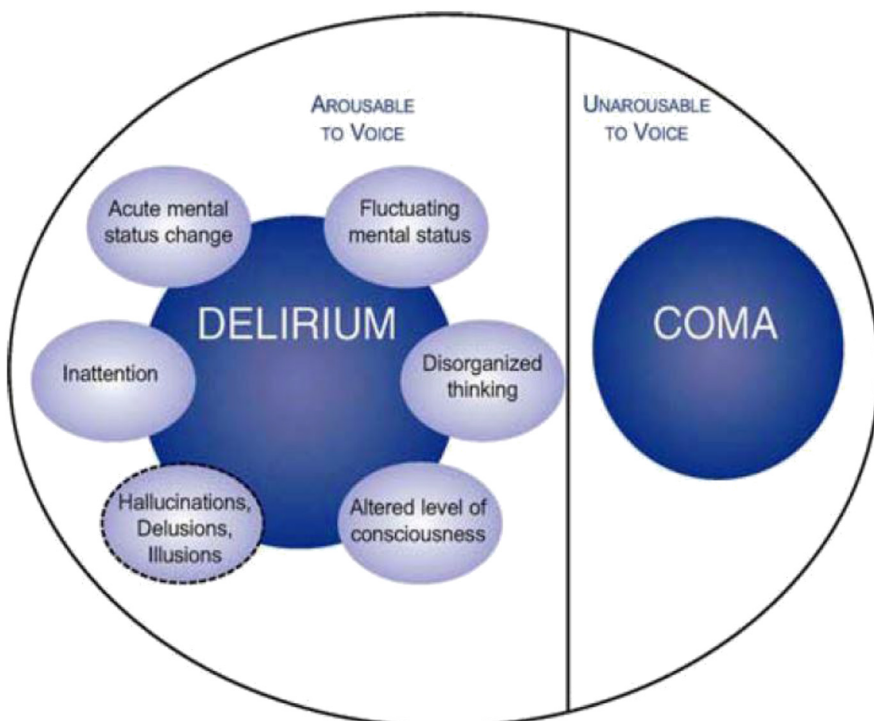 AROUSABLE
TO VOICE
UNAROUSABLE
TO VOICE
Acute mental
status change
Fluctuating
mental status
DELIRIUM
COMA
Inattention
Disorganized
thinking
Hallucinations,
Delusions,
Illusions
Altered level of
consciousness